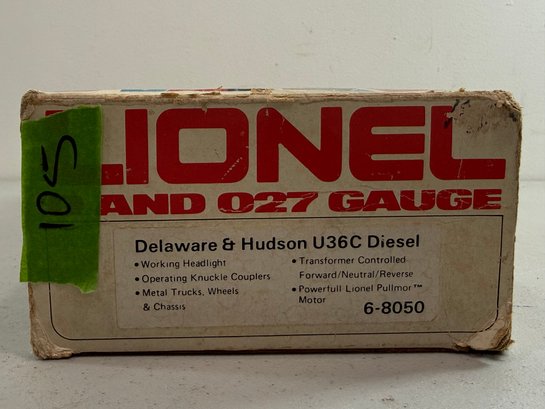 LIONEL
AND O27 GAUGE
105
Delaware & Hudson U36C Diesel
• Working Headlight
• Operating Knuckle Couplers
• Metal Trucks, Wheels
& Chassis
• Transformer Controlled
Forward/Neutral/Reverse
• Powerfull Lionel Pullmor™
Motor
6-8050